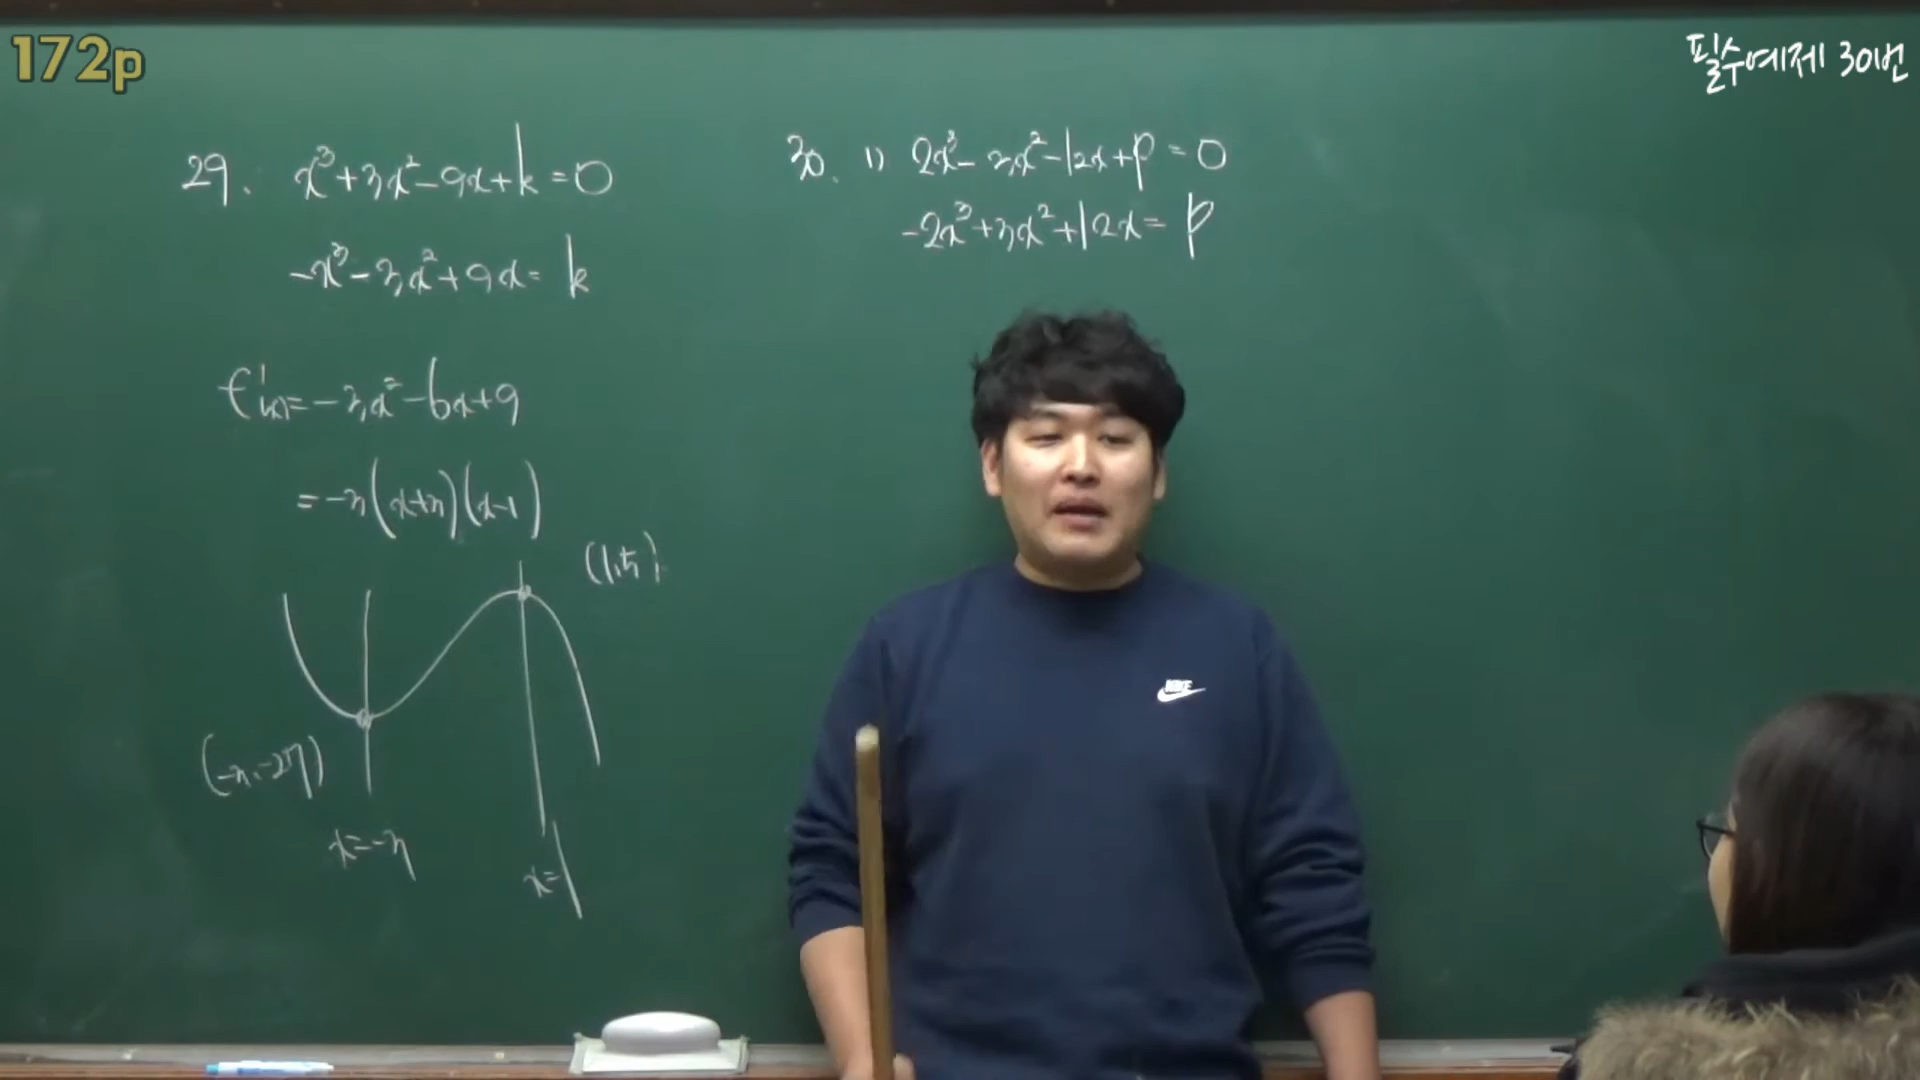 172p
필수예제 30번
29. x³+3x²-9x+k=0
-x³-3x²+9x= k
f'(x)=-3x²-6x+9
=-3(x+3)(x-1)
(1,5)
(-3,-27)
x=-3
x=1
30. 1) 2x³-3x²-12x+p=0
-2x³+3x²+12x= p
NIKE